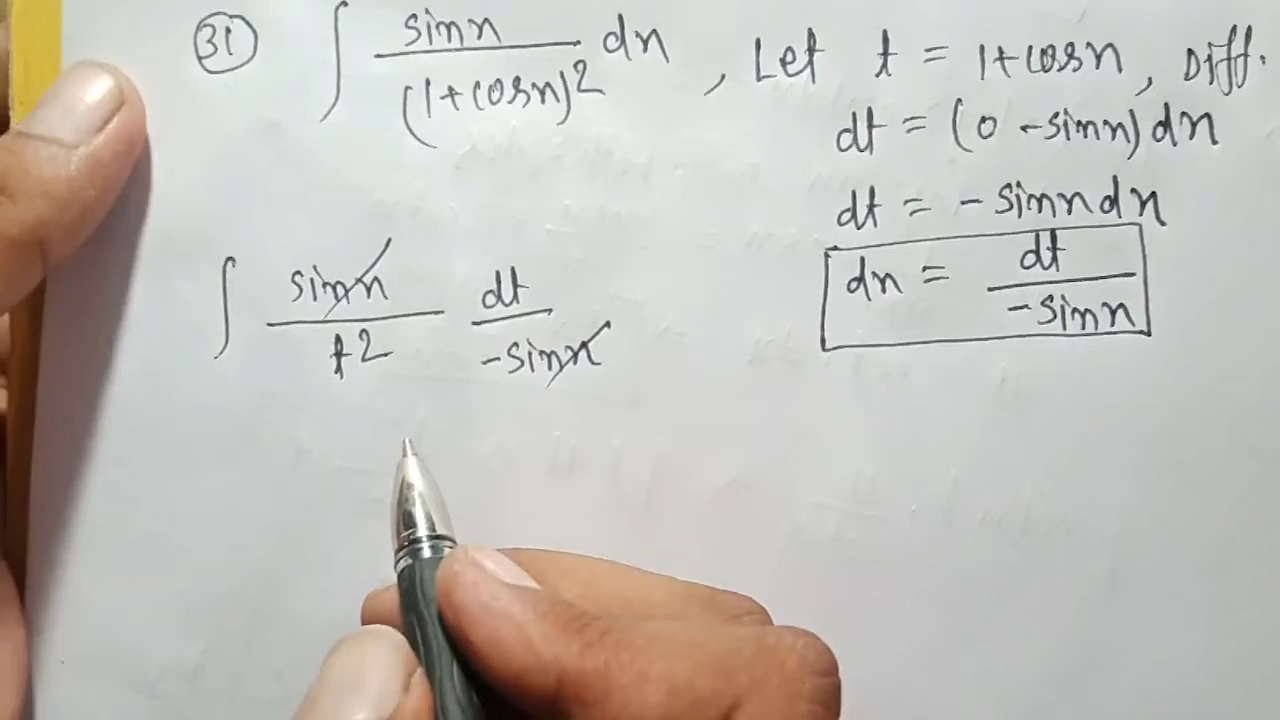 (31) ∫ sinx / (1+cosx)² dx , Let t = 1+cosx, Diff.
dt = (0 -sinx) dx
dt = -sinx dx
dx = dt / -sinx
∫ sinx / t² dt / -sinx